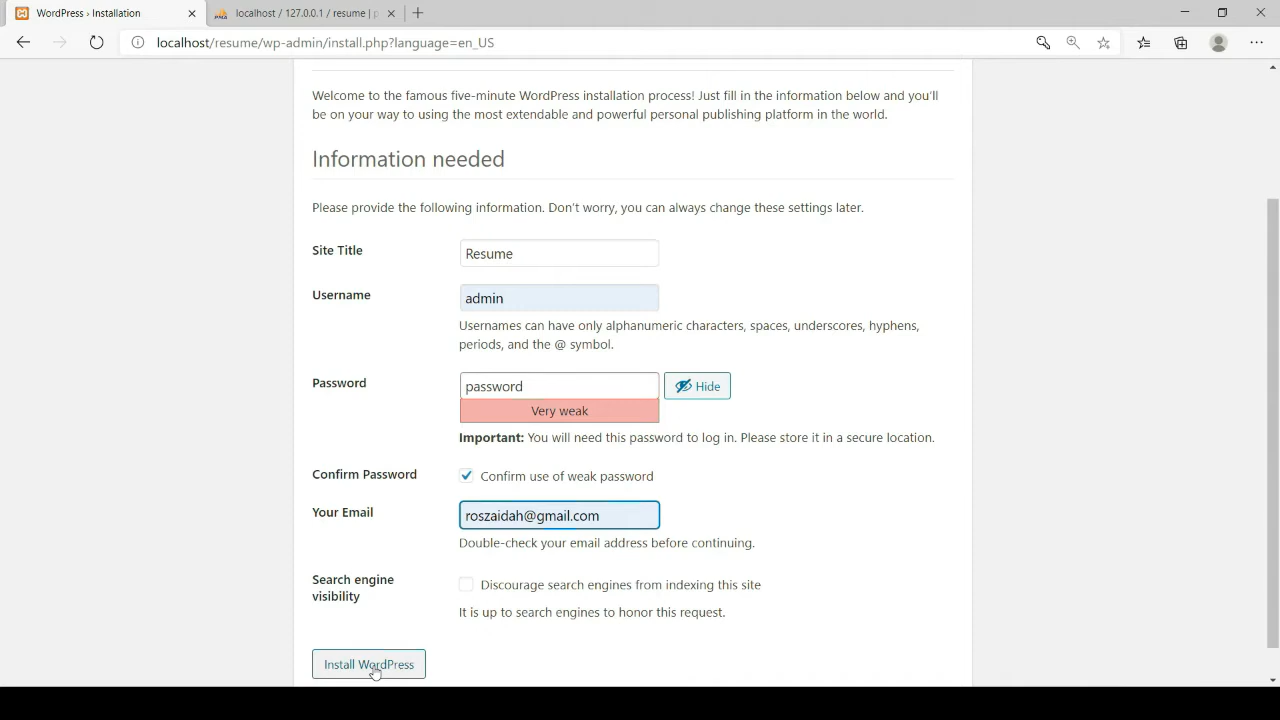 WordPress › Installation
localhost / 127.0.0.1 / resume | p
localhost/resume/wp-admin/install.php?language=en_US
Welcome to the famous five-minute WordPress installation process! Just fill in the information below and you'll
be on your way to using the most extendable and powerful personal publishing platform in the world.
Information needed
Please provide the following information. Don't worry, you can always change these settings later.
Site Title
Resume
Username
admin
Usernames can have only alphanumeric characters, spaces, underscores, hyphens,
periods, and the @ symbol.
Password
password
Hide
Very weak
Important: You will need this password to log in. Please store it in a secure location.
Confirm Password
Confirm use of weak password
Your Email
roszaidah@gmail.com
Double-check your email address before continuing.
Search engine
visibility
Discourage search engines from indexing this site
It is up to search engines to honor this request.
Install WordPress